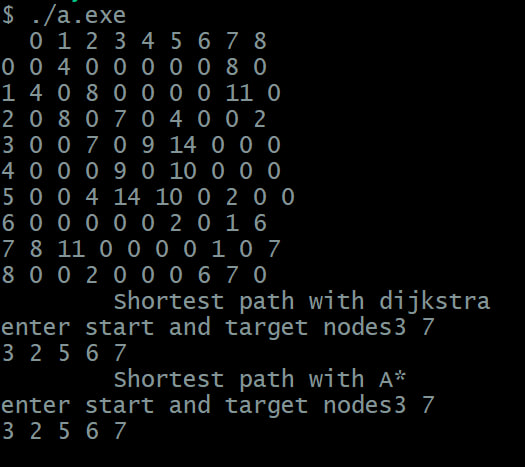 $ ./a.exe
0 1 2 3 4 5 6 7 8
0 0 4 0 0 0 0 0 8 0
1 4 0 8 0 0 0 0 11 0
2 0 8 0 7 0 4 0 0 2
3 0 0 7 0 9 14 0 0 0
4 0 0 0 9 0 10 0 0 0
5 0 0 4 14 10 0 2 0 0
6 0 0 0 0 0 2 0 1 6
7 8 11 0 0 0 0 1 0 7
8 0 0 2 0 0 0 6 7 0
Shortest path with dijkstra
enter start and target nodes3 7
3 2 5 6 7
Shortest path with A*
enter start and target nodes3 7
3 2 5 6 7